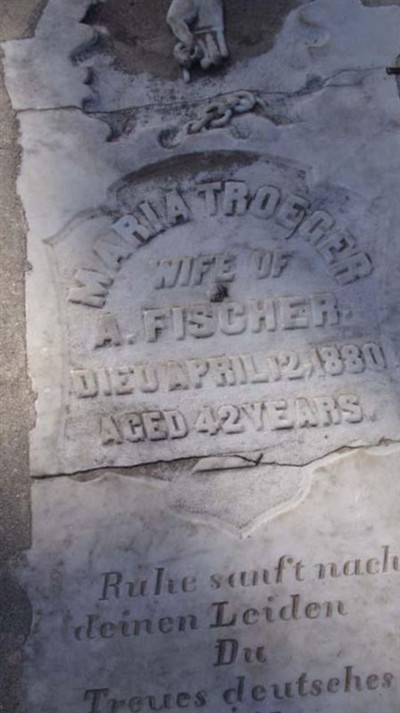 MARIA TROEGER
WIFE OF
A. FISCHER.
DIED APRIL 12, 1880
AGED 42 YEARS.
Ruhe sanft nach
deinen Leiden
Du
Treues deutsches